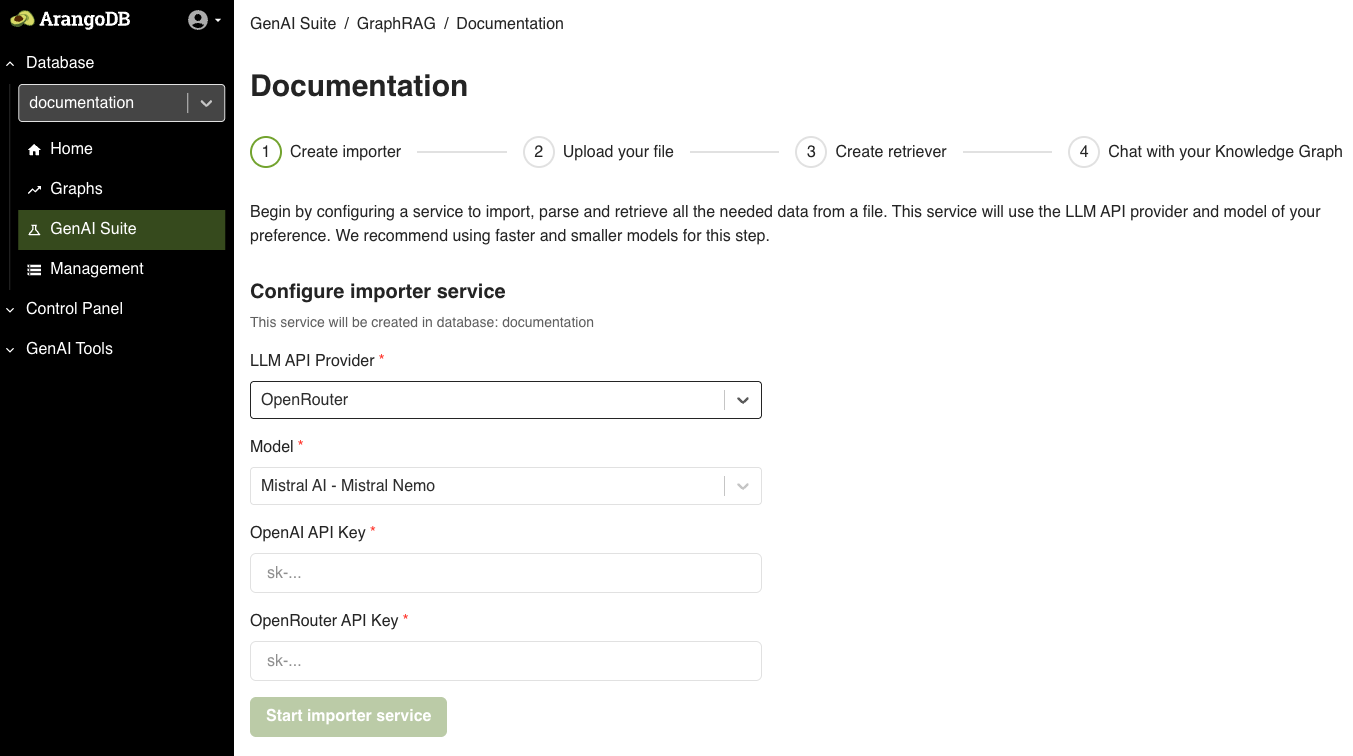 ArangoDB
Database
documentation
Home
Graphs
GenAI Suite
Management
Control Panel
GenAI Tools
GenAI Suite / GraphRAG / Documentation
Documentation
1 Create importer
2 Upload your file
3 Create retriever
4 Chat with your Knowledge Graph
Begin by configuring a service to import, parse and retrieve all the needed data from a file. This service will use the LLM API provider and model of your
preference. We recommend using faster and smaller models for this step.
Configure importer service
This service will be created in database: documentation
LLM API Provider *
OpenRouter
Model *
Mistral AI - Mistral Nemo
OpenAI API Key *
sk-...
OpenRouter API Key *
sk-...
Start importer service